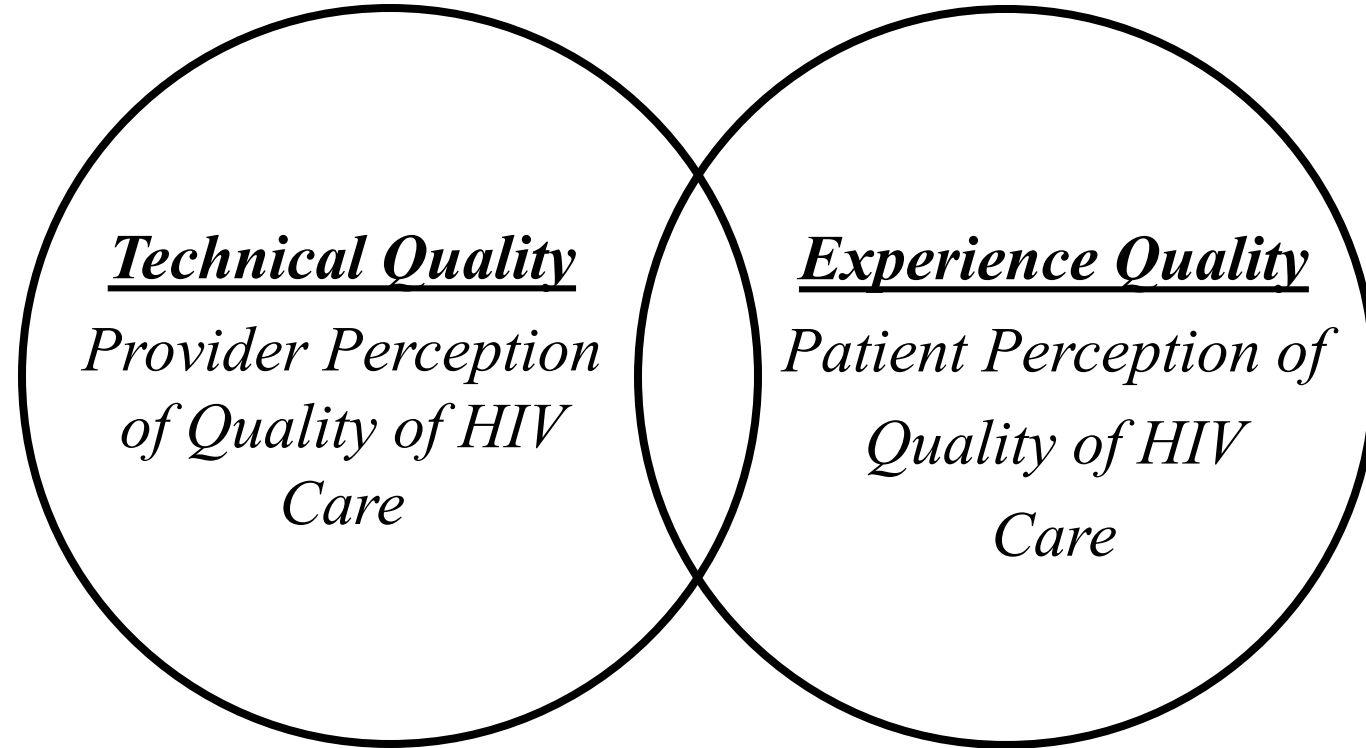 Technical Quality
Provider Perception
of Quality of HIV
Care
Experience Quality
Patient Perception of
Quality of HIV
Care